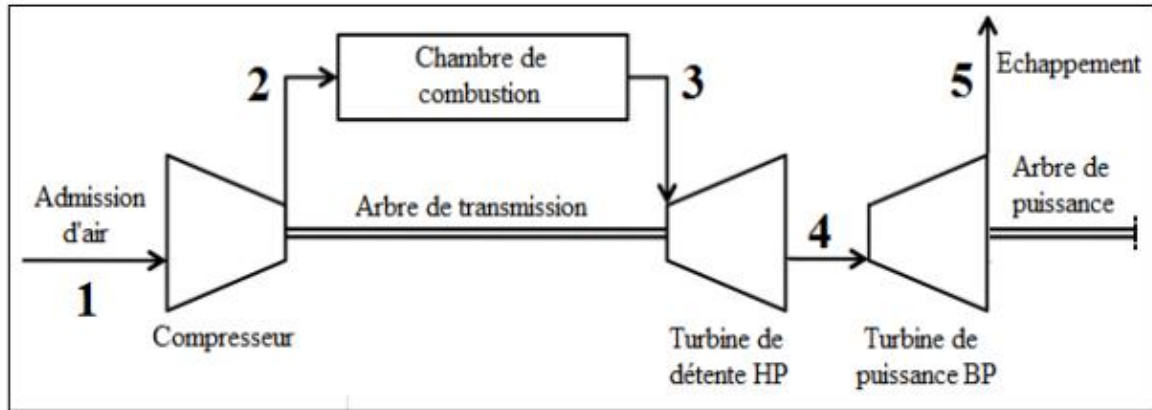 2
Chambre de
combustion
3
5
Echappement
Admission
d'air
1
Arbre de transmission
4
Arbre de
puissance
Compresseur
Turbine de
détente HP
Turbine de
puissance BP